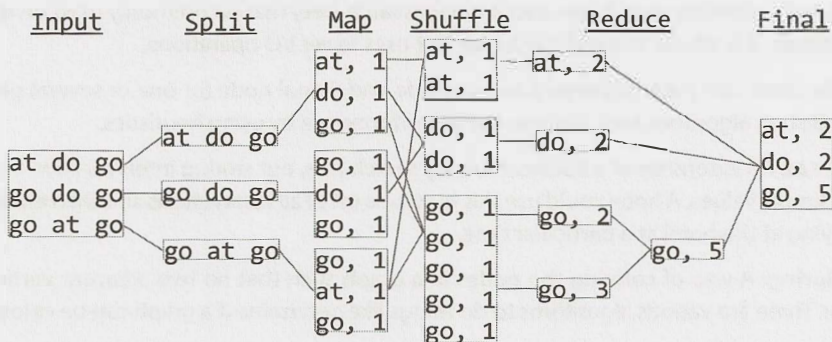 Input
at do go
go do go
go at go
Split
at do go
go do go
go at go
Map
at, 1
do, 1
go, 1
go, 1
do, 1
go, 1
go, 1
at, 1
go, 1
Shuffle
at, 1
at, 1
do, 1
do, 1
go, 1
go, 1
go, 1
go, 1
go, 1
Reduce
at, 2
do, 2
go, 2
go, 3
go, 5
Final
at, 2
do,
go, 5